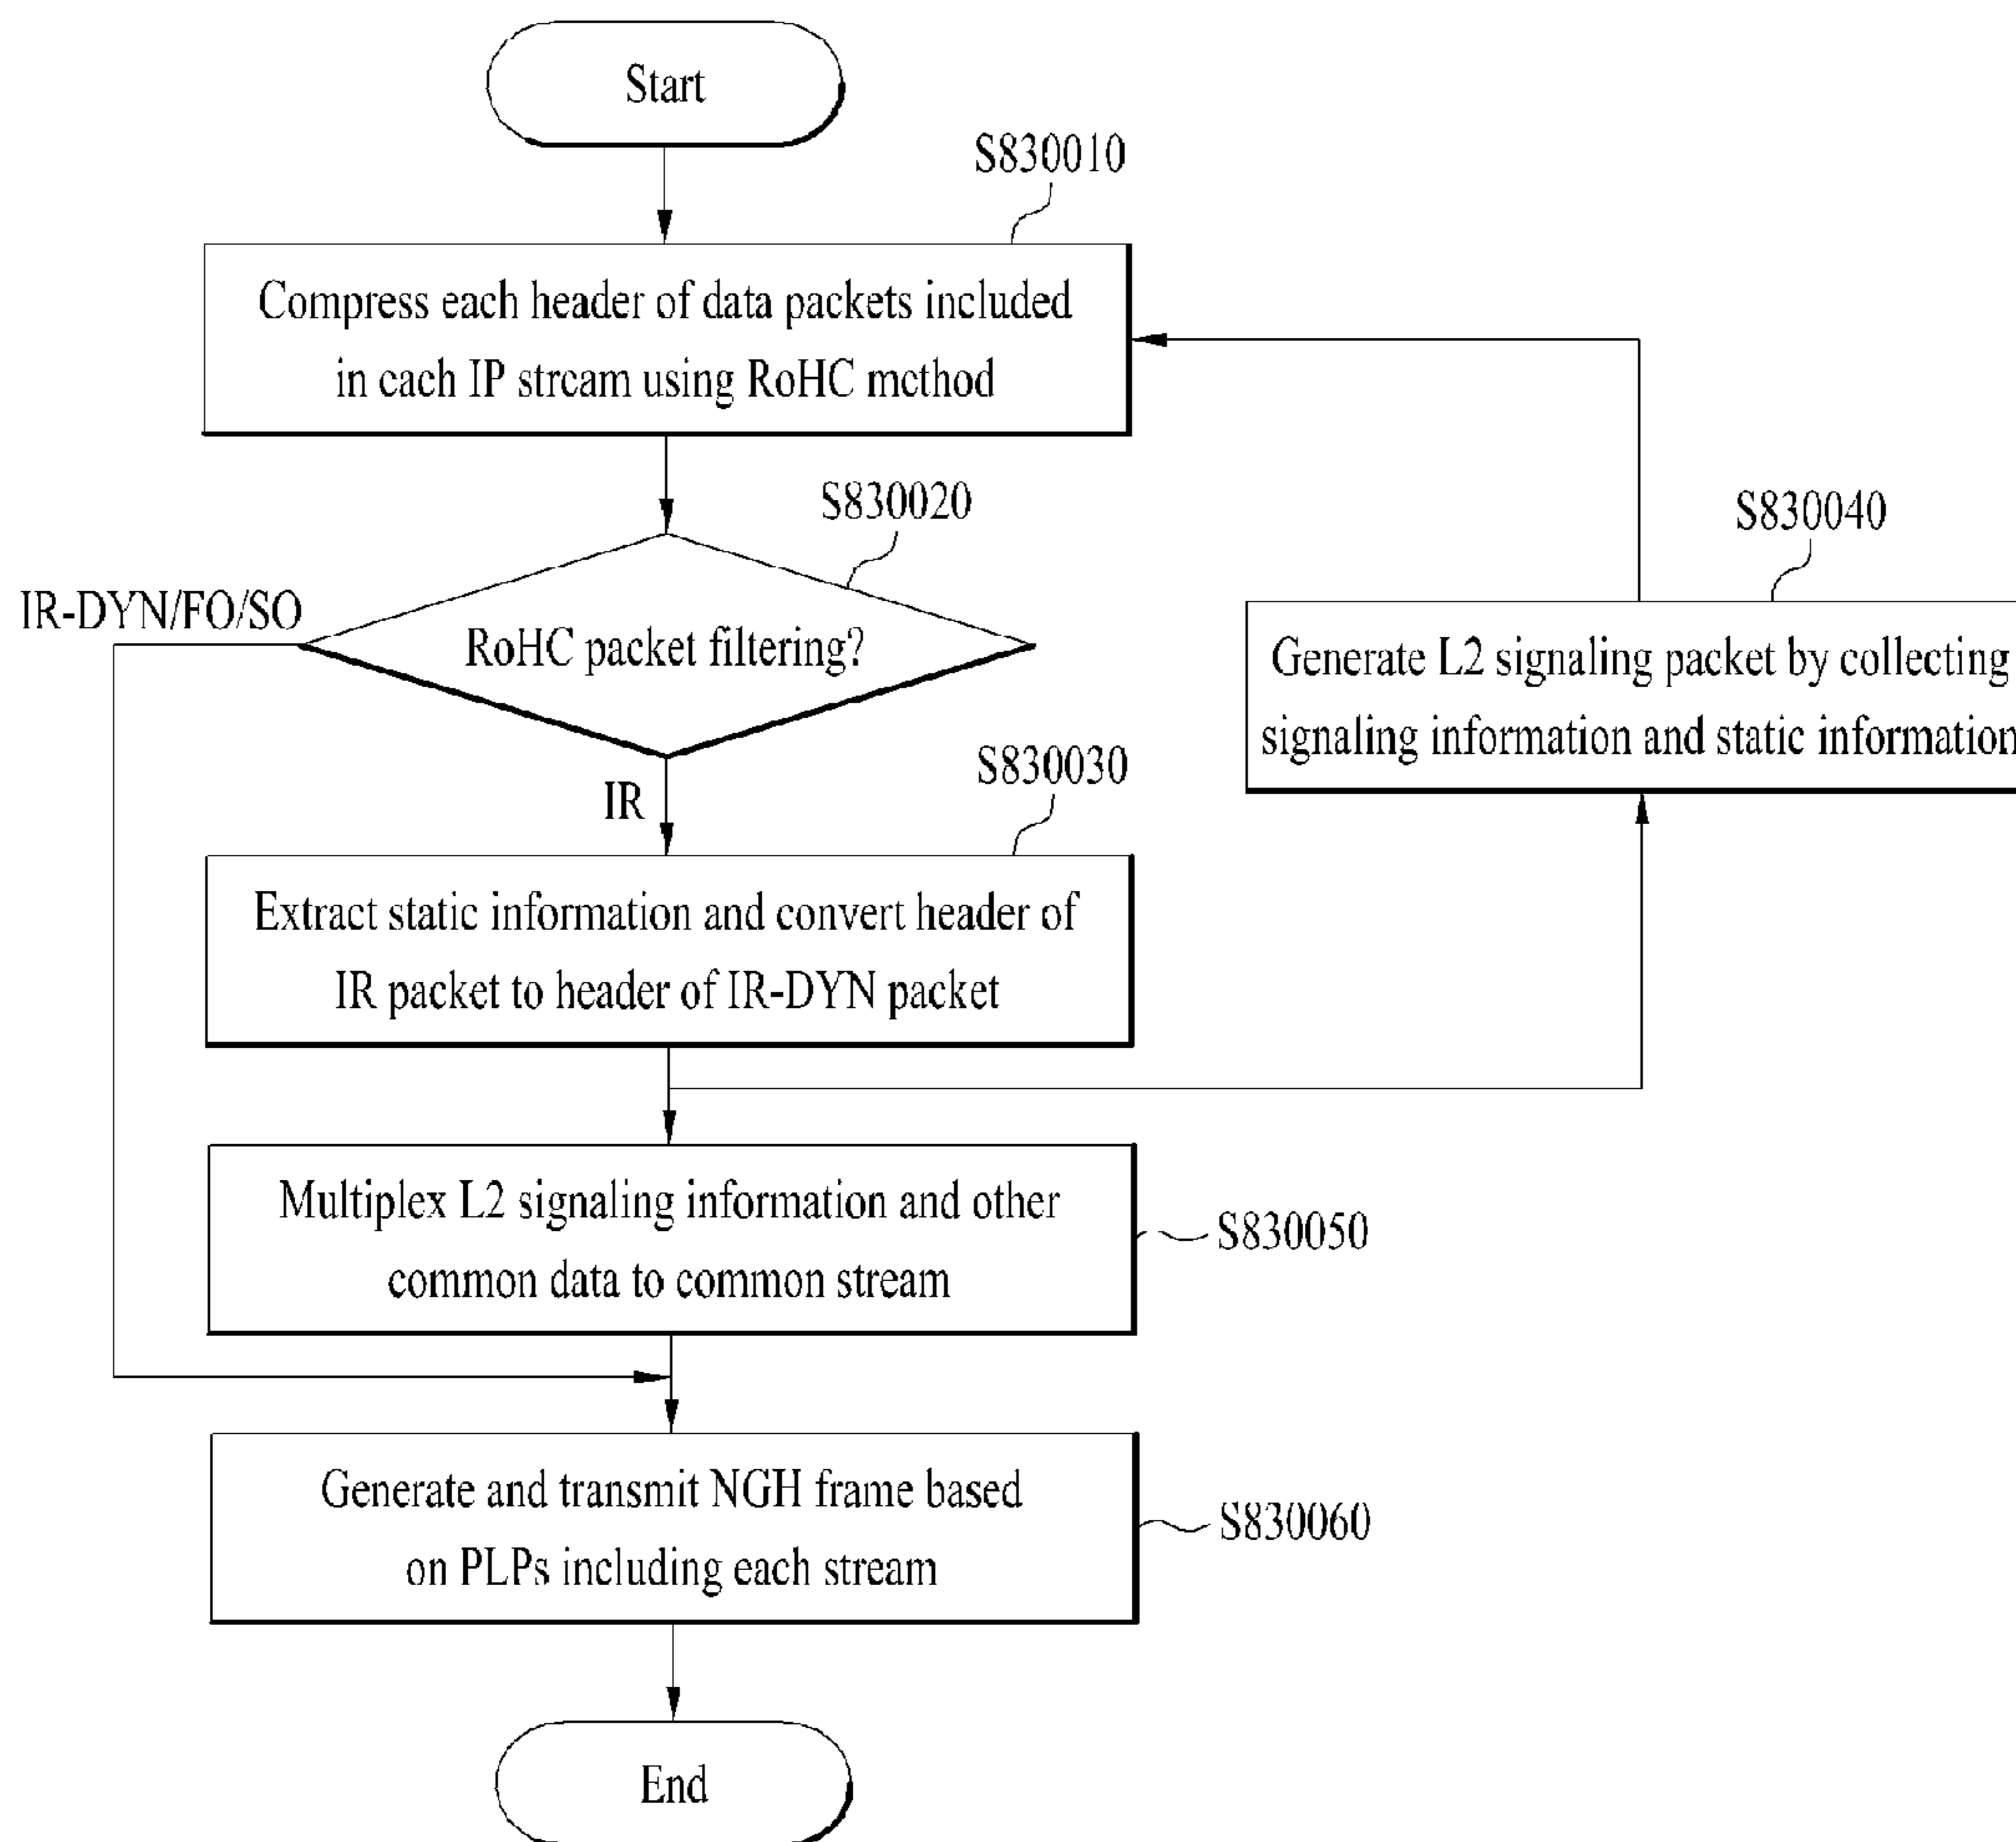 Start
S830010
Compress each header of data packets included
in each IP stream using RoHC method
S830020
IR-DYN/FO/SO
RoHC packet filtering?
S830040
Generate L2 signaling packet by collecting
signaling information and static information
IR
S830030
Extract static information and convert header of
IR packet to header of IR-DYN packet
Multiplex L2 signaling information and other
common data to common stream
S830050
Generate and transmit NGH frame based
on PLPs including each stream
S830060
End